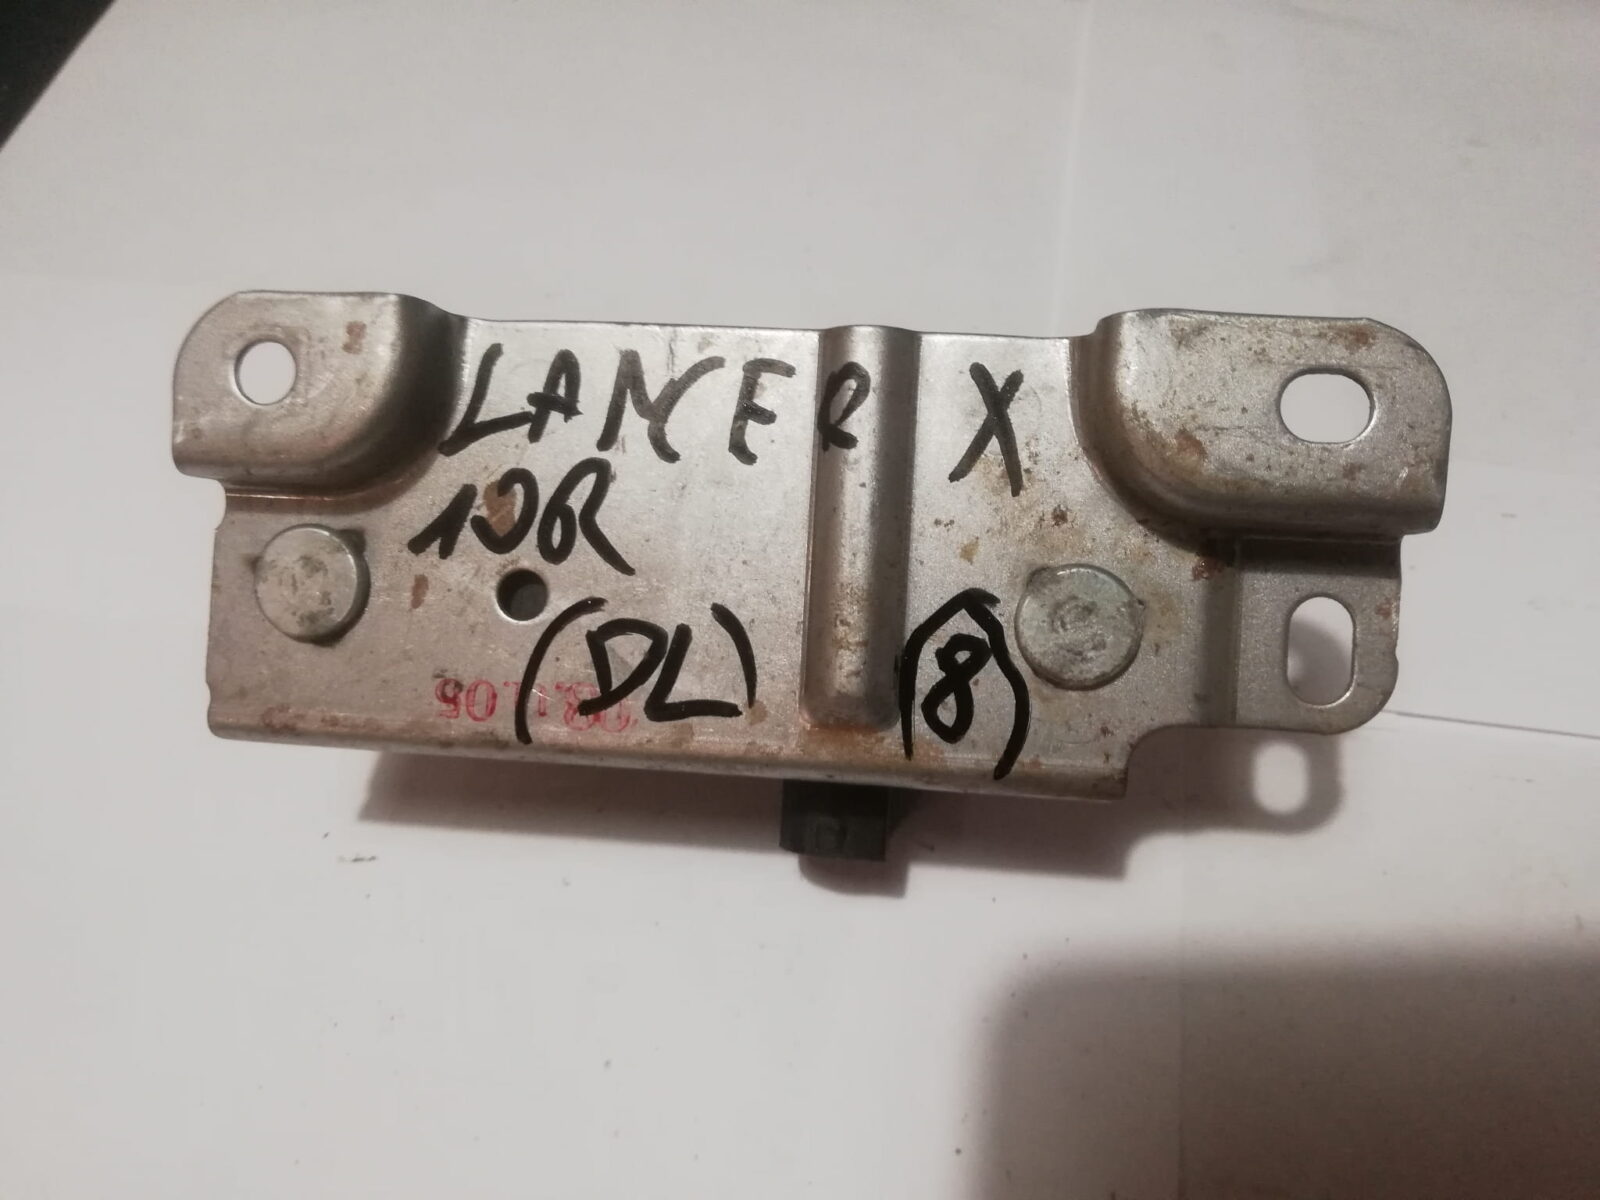 LANCER X
10R
(DL) (8)